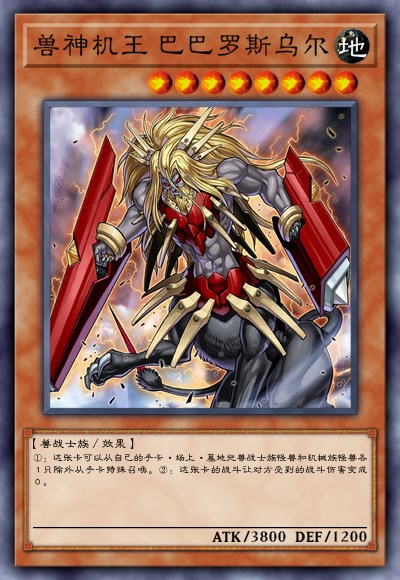 兽神机王 巴巴罗斯乌尔 地
【兽战士族／效果】
①：这张卡可以从自己的手卡·场上·墓地把兽战士族怪兽和机械族怪兽各
1只除外从手卡特殊召唤。②：这张卡的战斗让对方受到的战斗伤害变成
0。
ATK/3800 DEF/1200